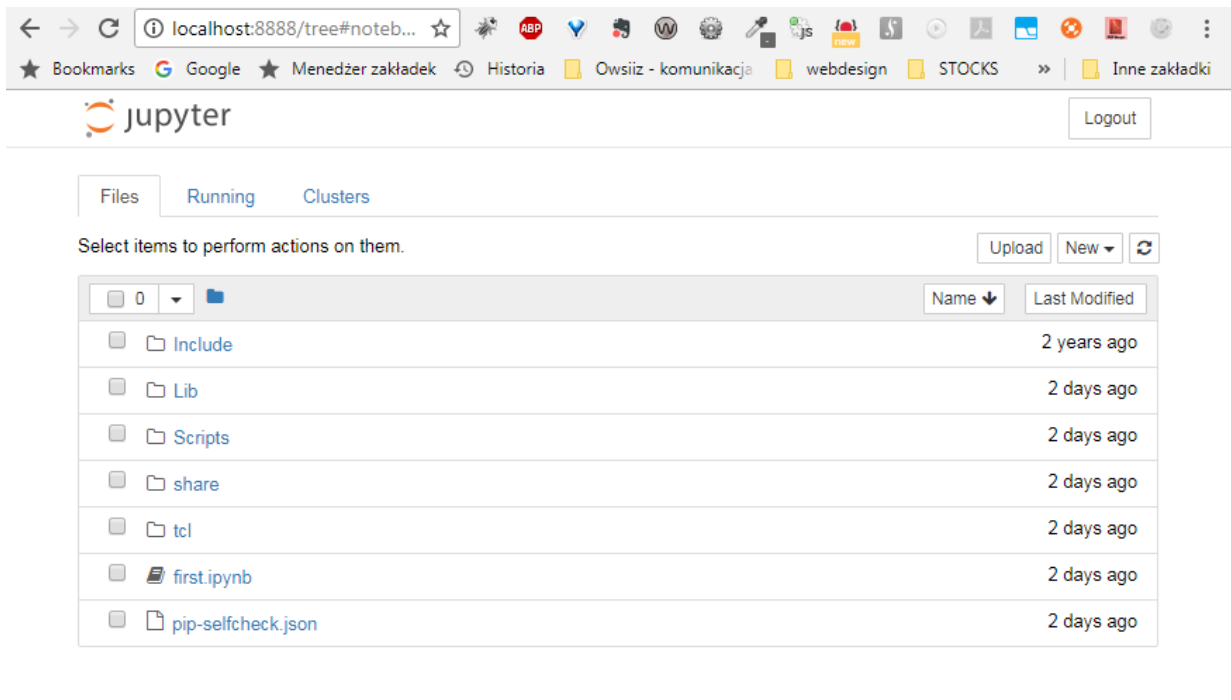 localhost:8888/tree#noteb... ABP js new
Bookmarks G Google Menedżer zakładek Historia Owsiiz - komunikacja webdesign STOCKS » Inne zakładki
jupyter Logout
Files Running Clusters
Select items to perform actions on them. Upload New
0 Name Last Modified
Include 2 years ago
Lib 2 days ago
Scripts 2 days ago
share 2 days ago
tcl 2 days ago
first.ipynb 2 days ago
pip-selfcheck.json 2 days ago